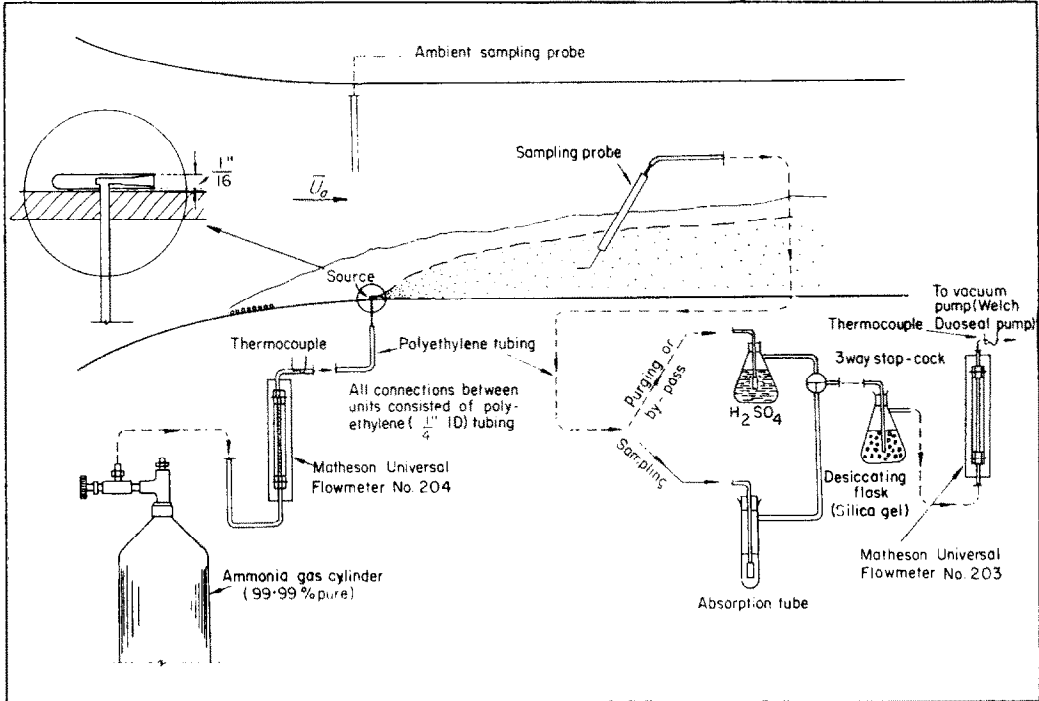 Ambient sampling probe
Sampling probe
1"
16
U̅o
Source
To vacuum
pump (Welch
Duoseal pump)
Thermocouple
Thermocouple
Polyethylene tubing
3way stop-cock
Purging or
by-pass
H2SO4
All connections between
units consisted of poly-
ethylene ( 1/4" ID) tubing
Sampling
Matheson Universal
Flowmeter No. 204
Desiccating
flask
(Silica gel)
Matheson Universal
Flowmeter No. 203
Ammonia gas cylinder
(99·99 % pure)
Absorption tube